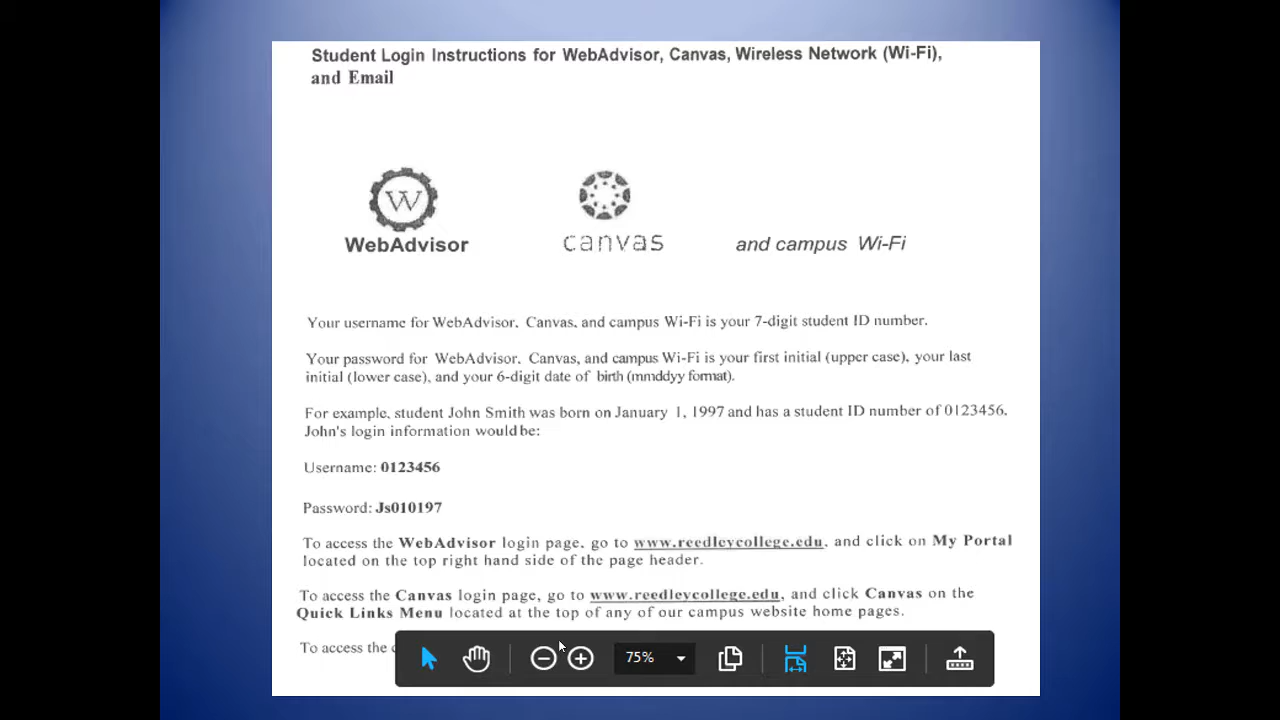 Student Login Instructions for WebAdvisor, Canvas, Wireless Network (Wi-Fi),
and Email
W
WebAdvisor
canvas
and campus Wi-Fi
Your username for WebAdvisor, Canvas, and campus Wi-Fi is your 7-digit student ID number.
Your password for WebAdvisor, Canvas, and campus Wi-Fi is your first initial (upper case), your last
initial (lower case), and your 6-digit date of birth (mmddyy format).
For example, student John Smith was born on January 1, 1997 and has a student ID number of 0123456.
John's login information would be:
Username: 0123456
Password: Js010197
To access the WebAdvisor login page, go to www.reedleycollege.edu, and click on My Portal
located on the top right hand side of the page header.
To access the Canvas login page, go to www.reedleycollege.edu, and click Canvas on the
Quick Links Menu located at the top of any of our campus website home pages.
To access the
75%